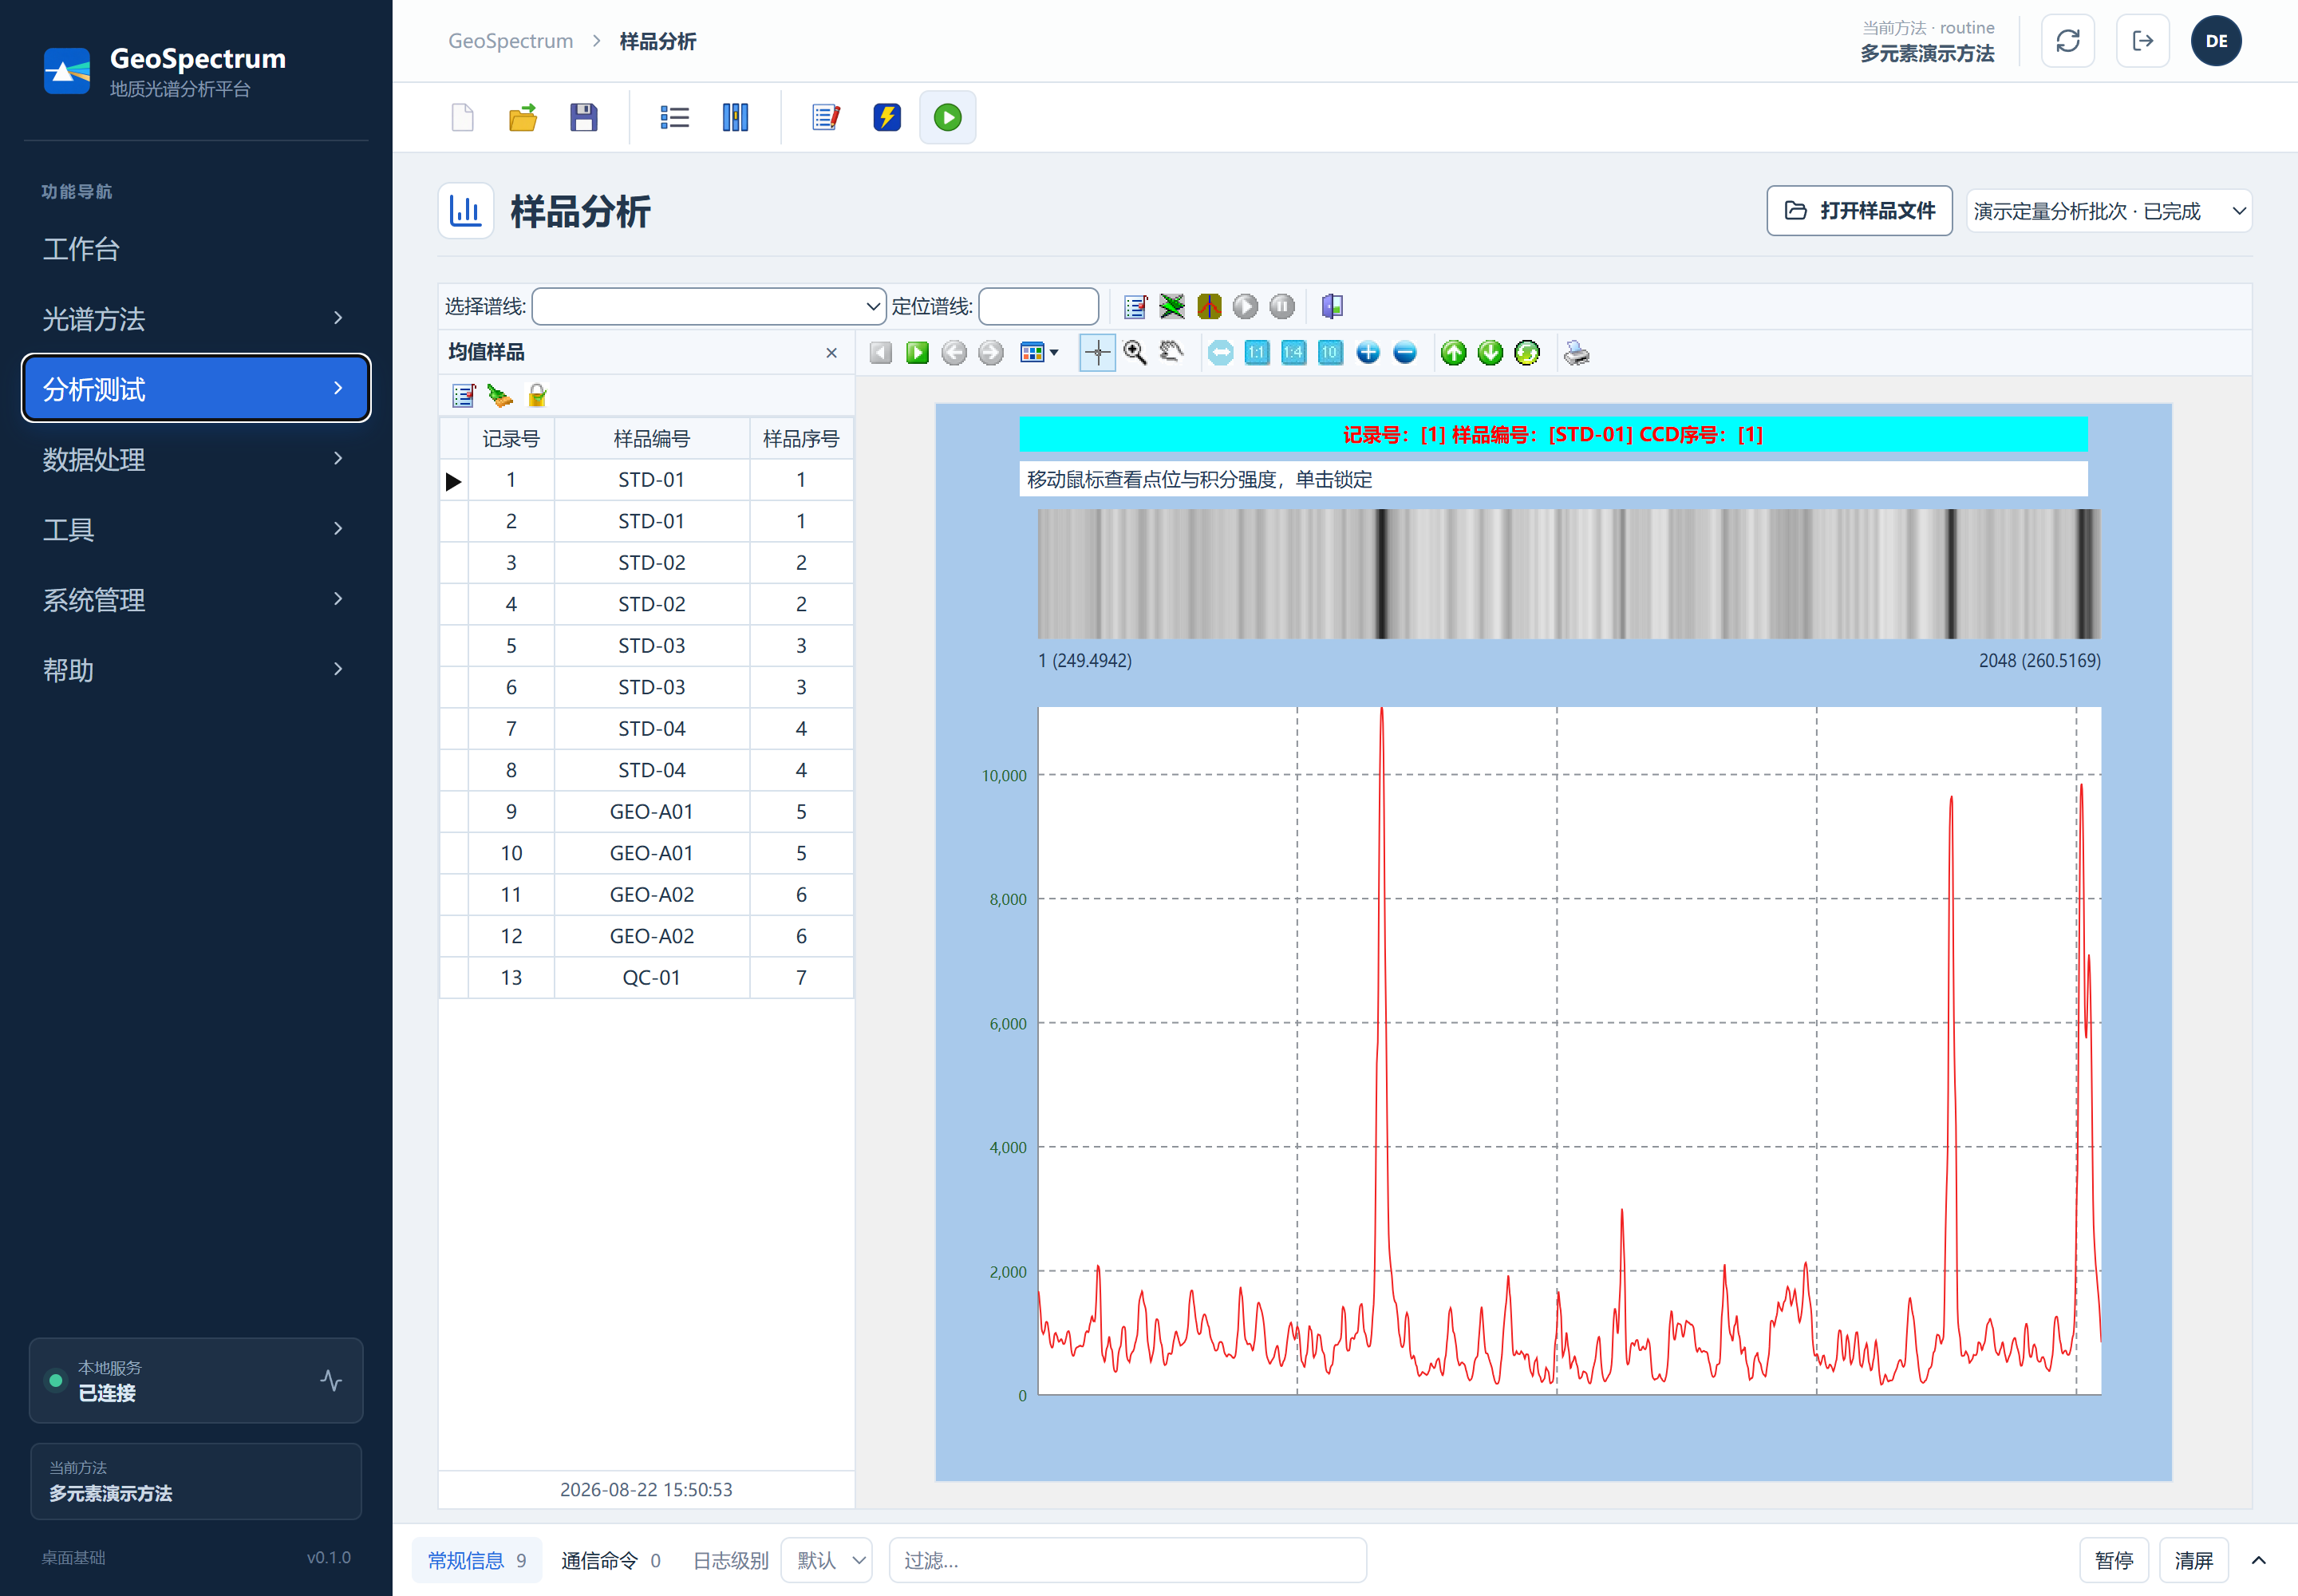 GeoSpectrum
地质光谱分析平台
功能导航
工作台
光谱方法
分析测试
数据处理
工具
系统管理
帮助
本地服务
已连接
当前方法
多元素演示方法
桌面基础 v0.1.0
GeoSpectrum > 样品分析
当前方法 · routine
多元素演示方法
DE
样品分析
打开样品文件
演示定量分析批次 · 已完成
选择谱线: 定位谱线:
均值样品 ×
1:1 1:4 10
记录号 样品编号 样品序号
1 STD-01 1
2 STD-01 1
3 STD-02 2
4 STD-02 2
5 STD-03 3
6 STD-03 3
7 STD-04 4
8 STD-04 4
9 GEO-A01 5
10 GEO-A01 5
11 GEO-A02 6
12 GEO-A02 6
13 QC-01 7
2026-08-22 15:50:53
记录号：[1] 样品编号：[STD-01] CCD序号：[1]
移动鼠标查看点位与积分强度，单击锁定
1 (249.4942) 2048 (260.5169)
10,000
8,000
6,000
4,000
2,000
0
常规信息 9 通信命令 0 日志级别 默认 过滤... 暂停 清屏